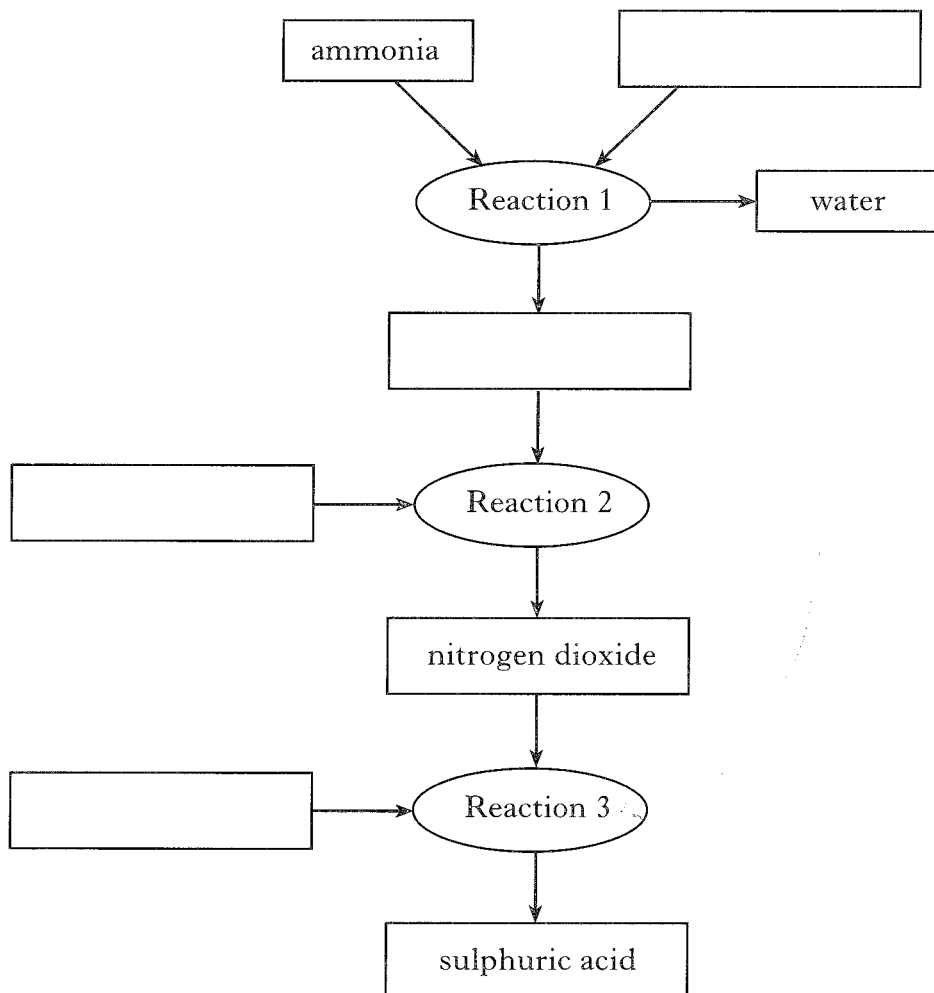 ammonia
Reaction 1
water
Reaction 2
nitrogen dioxide
Reaction 3
sulphuric acid